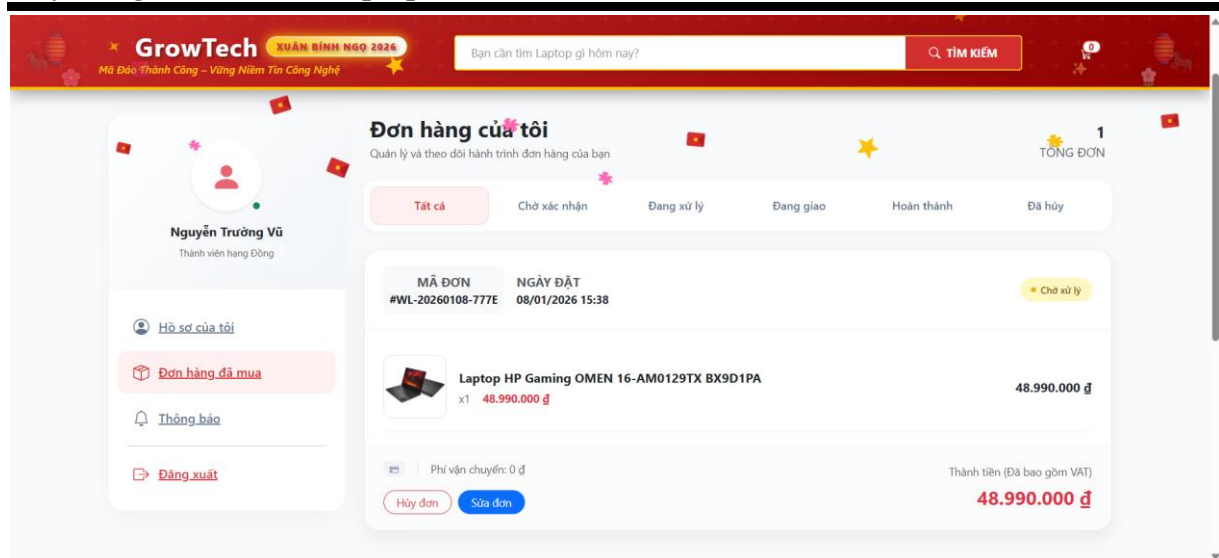 GrowTech XUÂN BÍNH NGỌ 2026
Mã Đáo Thành Công – Vững Niềm Tin Công Nghệ
Bạn cần tìm Laptop gì hôm nay?
TÌM KIẾM
0
Đơn hàng của tôi
Quản lý và theo dõi hành trình đơn hàng của bạn
1
TỔNG ĐƠN
Nguyễn Trường Vũ
Thành viên hạng Đồng
Hồ sơ của tôi
Đơn hàng đã mua
Thông báo
Đăng xuất
Tất cả Chờ xác nhận Đang xử lý Đang giao Hoàn thành Đã hủy
MÃ ĐƠN NGÀY ĐẶT
#WL-20260108-777E 08/01/2026 15:38
Chờ xử lý
Laptop HP Gaming OMEN 16-AM0129TX BX9D1PA
x1 48.990.000 ₫
48.990.000 ₫
Phí vận chuyển: 0 ₫
Thành tiền (Đã bao gồm VAT)
Hủy đơn Sửa đơn
48.990.000 ₫